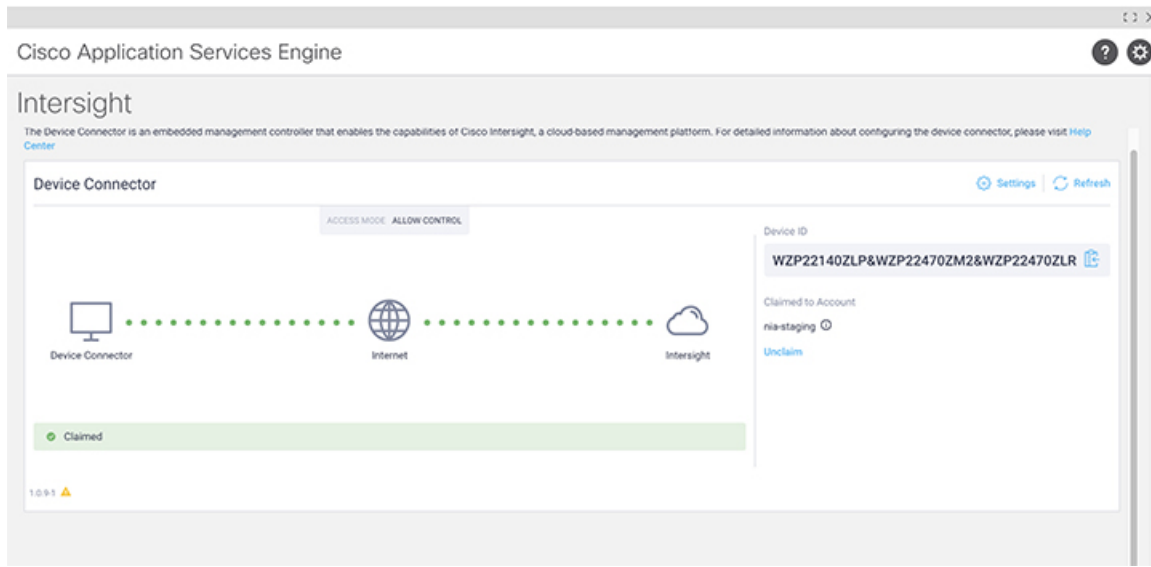 Cisco Application Services Engine
?
Intersight
The Device Connector is an embedded management controller that enables the capabilities of Cisco Intersight, a cloud-based management platform. For detailed information about configuring the device connector, please visit Help
Center
Device Connector
Settings
Refresh
ACCESS MODE ALLOW CONTROL
Device ID
WZP22140ZLP&WZP22470ZM2&WZP22470ZLR
Claimed to Account
nia-staging
Unclaim
Device Connector
Internet
Intersight
Claimed
1.0.9-1